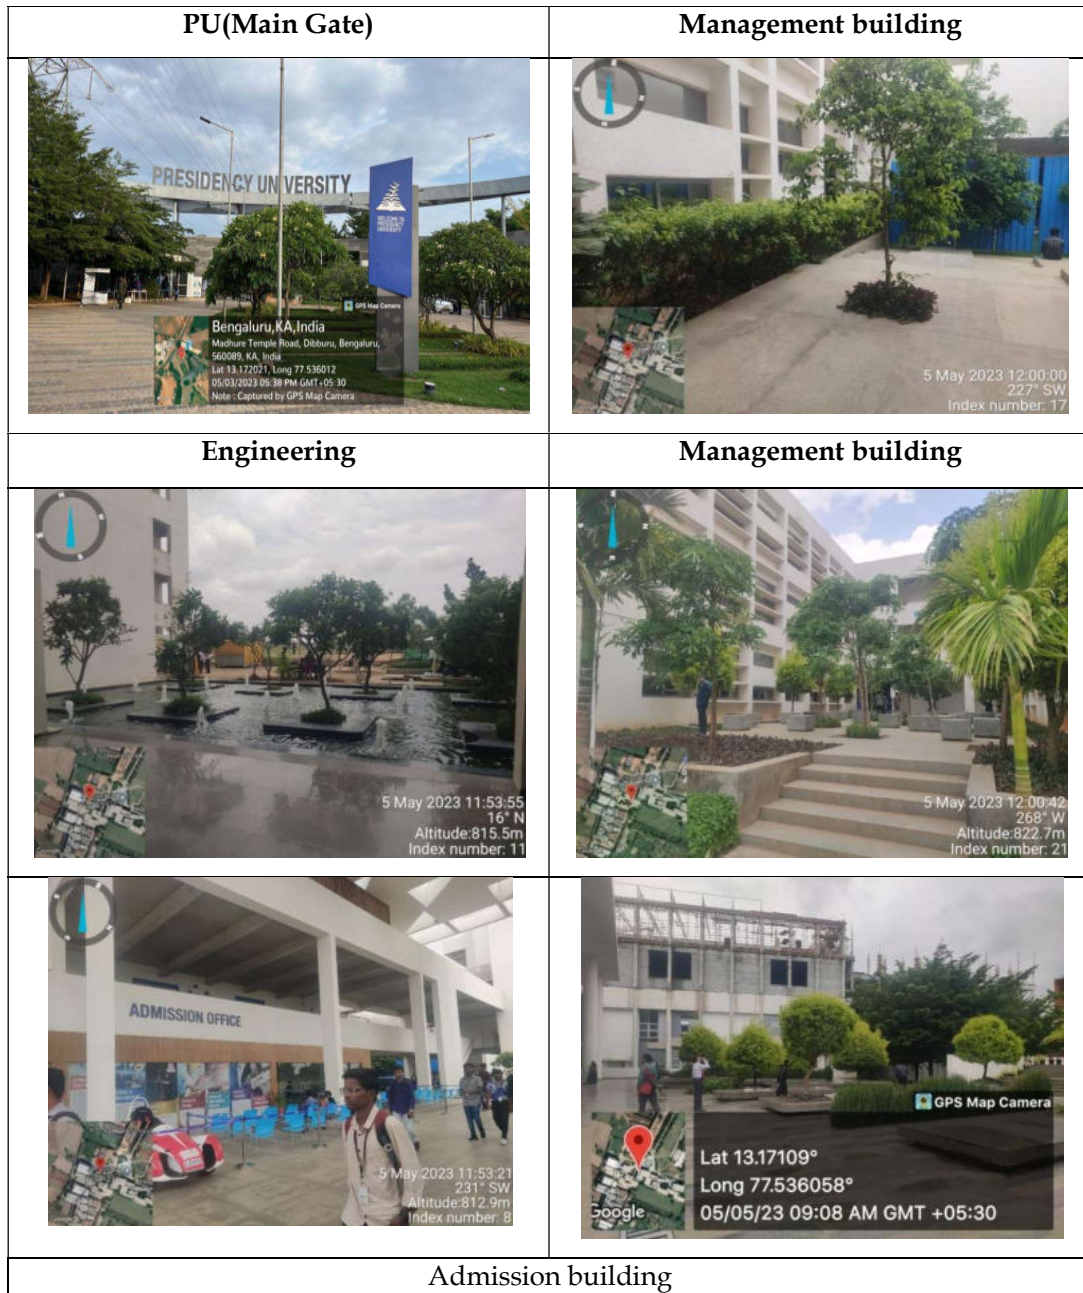 PU(Main Gate)
Management building
PRESIDENCY UNIVERSITY
WELCOME TO
PRESIDENCY
UNIVERSITY
GPS Map Camera
Bengaluru,KA,India
Madhure Temple Road, Dibburu, Bengaluru,
560089, KA, India
Lat 13.172021, Long 77.536012
05/03/2023 05:38 PM GMT+05:30
Note : Captured by GPS Map Camera
5 May 2023 12:00:00
227° SW
Index number: 17
Engineering
Management building
5 May 2023 11:53:55
16° N
Altitude:815.5m
Index number: 11
5 May 2023 12:00:42
268° W
Altitude:822.7m
Index number: 21
ADMISSION OFFICE
5 May 2023 11:53:21
231° SW
Altitude:812.9m
Index number: 8
GPS Map Camera
Google
Lat 13.17109°
Long 77.536058°
05/05/23 09:08 AM GMT +05:30
Admission building